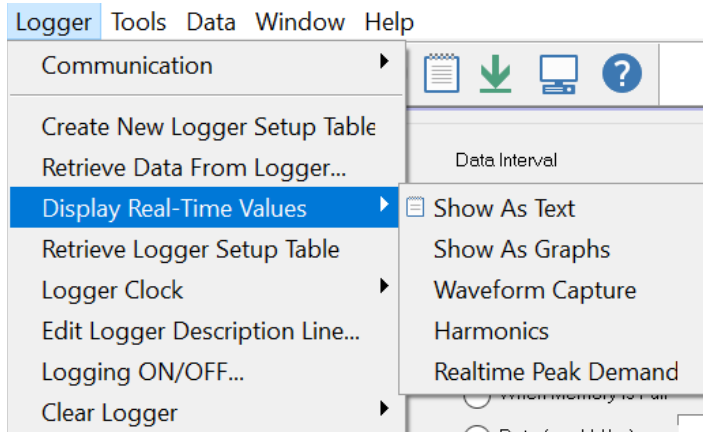 Logger Tools Data Window Help
Communication
Create New Logger Setup Table
Retrieve Data From Logger...
Data Interval
Display Real-Time Values
Show As Text
Retrieve Logger Setup Table
Show As Graphs
Logger Clock
Waveform Capture
Edit Logger Description Line...
Harmonics
Logging ON/OFF...
Realtime Peak Demand
Clear Logger